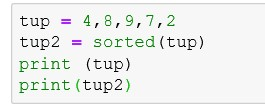 tup = 4,8,9,7,2
tup2 = sorted(tup)
print (tup)
print(tup2)